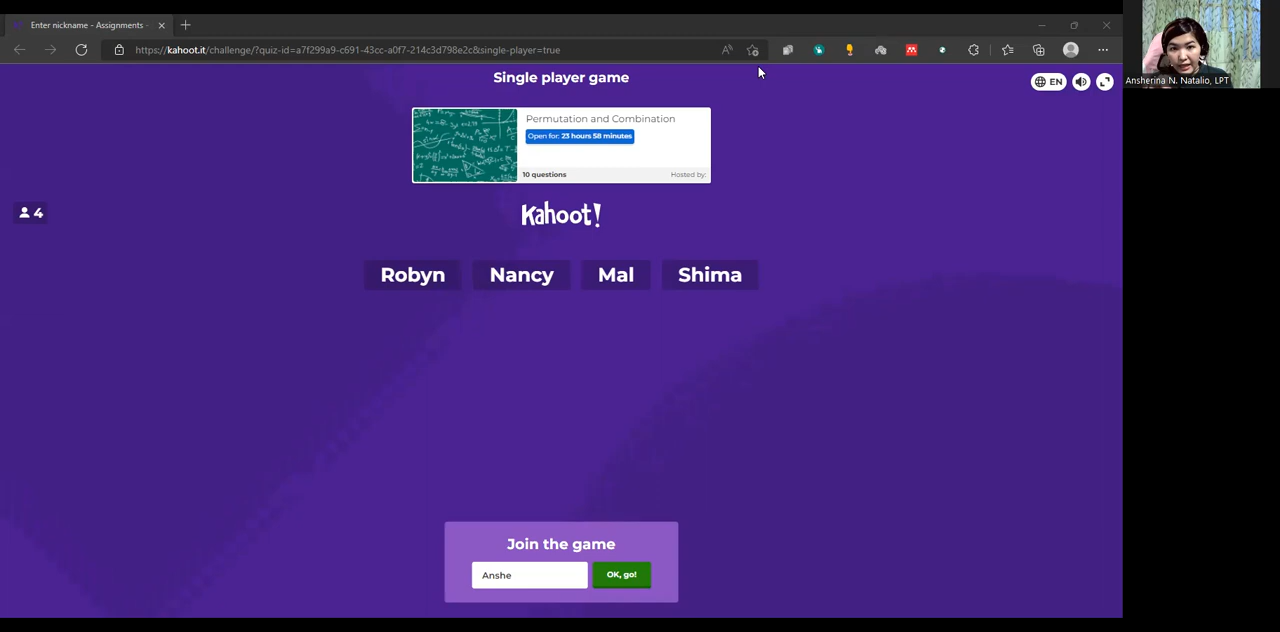 Enter nickname - Assignments -
https://kahoot.it/challenge/?quiz-id=a7f299a9-c691-43cc-a0f7-214c3d798e2c&single-player=true
Ansherina N. Natalio, LPT
Single player game
EN
Permutation and Combination
Open for: 23 hours 58 minutes
10 questions
Hosted by:
4
Kahoot!
Robyn
Nancy
Mal
Shima
Join the game
Anshe
OK, go!